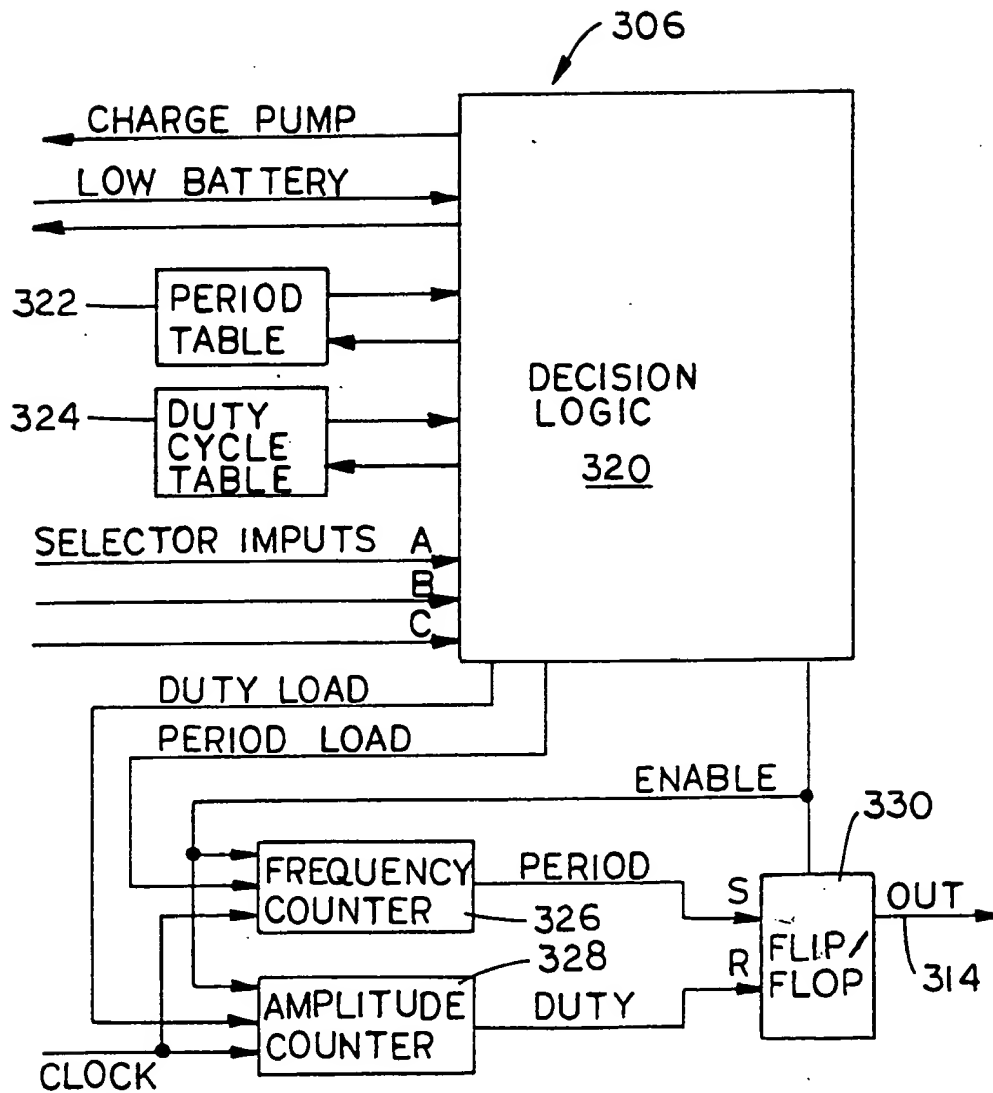 306
CHARGE PUMP
LOW BATTERY
322
PERIOD
TABLE
324
DUTY
CYCLE
TABLE
DECISION
LOGIC
320
SELECTOR IMPUTS A
B
C
DUTY LOAD
PERIOD LOAD
ENABLE
330
FREQUENCY
COUNTER
326
PERIOD
S
OUT
FLIP/
FLOP
314
R
328
AMPLITUDE
COUNTER
DUTY
CLOCK